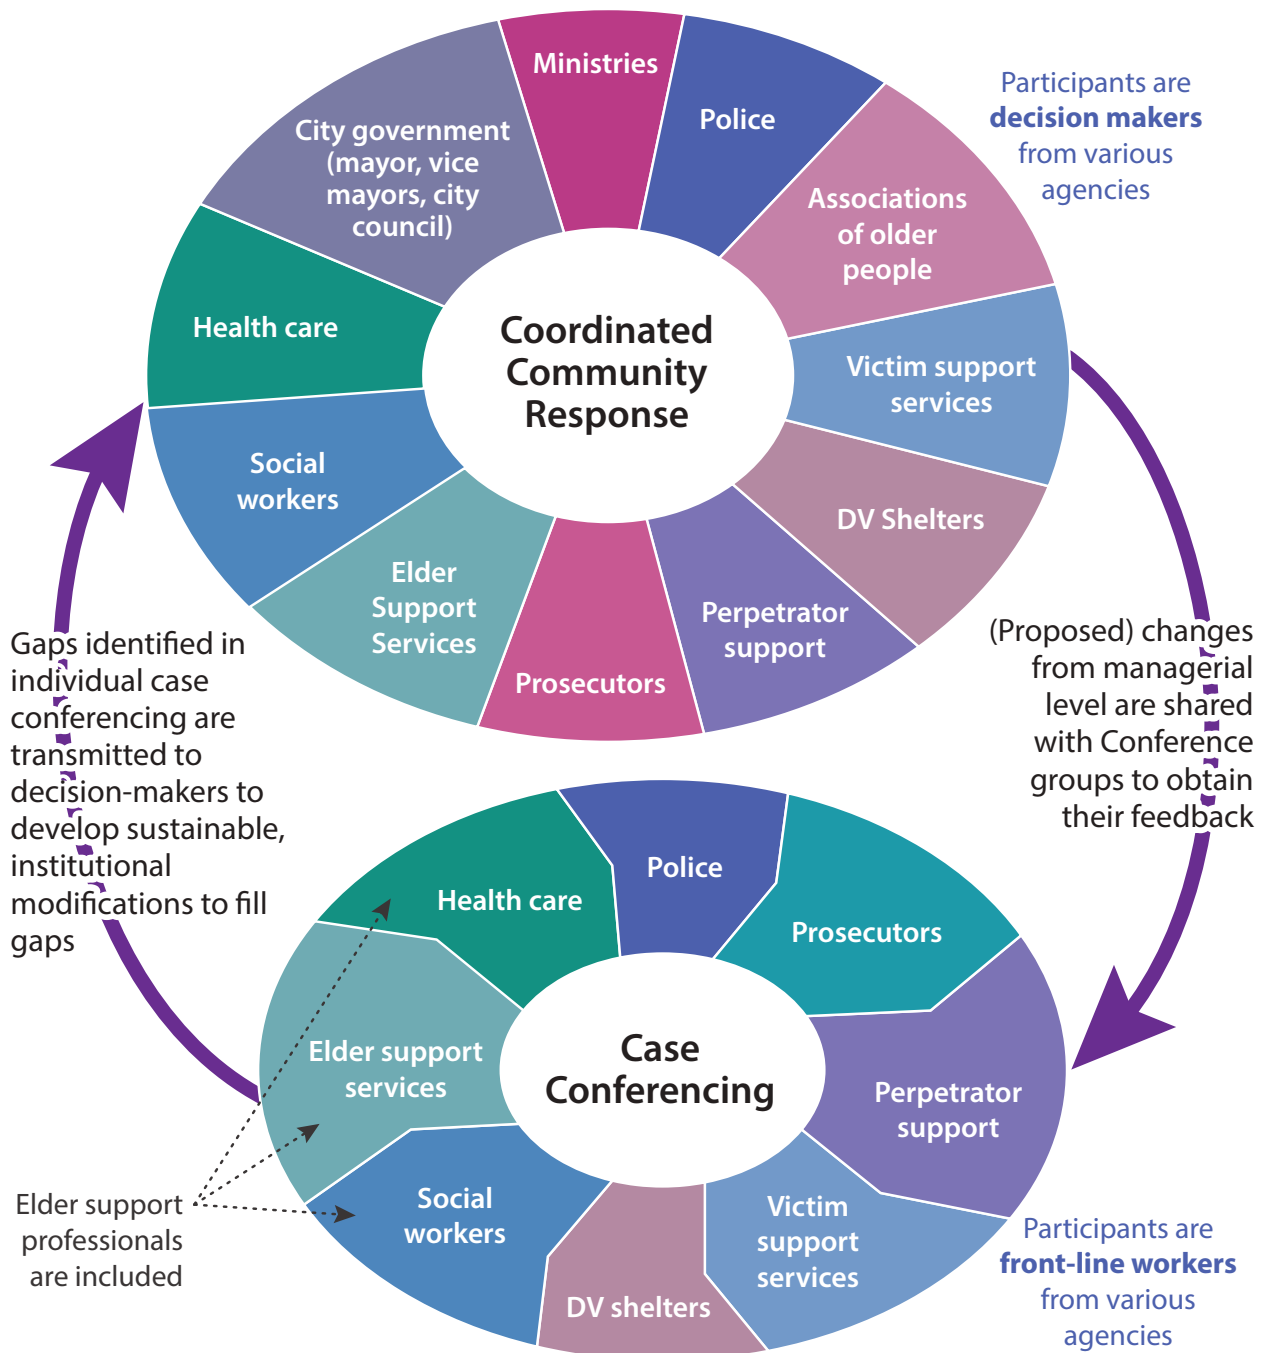 Ministries
Police
Participants are
decision makers
from various
agencies
City government
(mayor, vice
mayors, city
council)
Associations
of older
people
Health care
Coordinated
Community
Response
Victim support
services
Social
workers
DV Shelters
Elder
Support
Services
Perpetrator
support
Prosecutors
Gaps identified in
individual case
conferencing are
transmitted to
decision-makers to
develop sustainable,
institutional
modifications to fill
gaps
(Proposed) changes
from managerial
level are shared
with Conference
groups to obtain
their feedback
Police
Health care
Prosecutors
Elder support
services
Case
Conferencing
Perpetrator
support
Social
workers
Victim
support
services
DV shelters
Elder support
professionals
are included
Participants are
front-line workers
from various
agencies